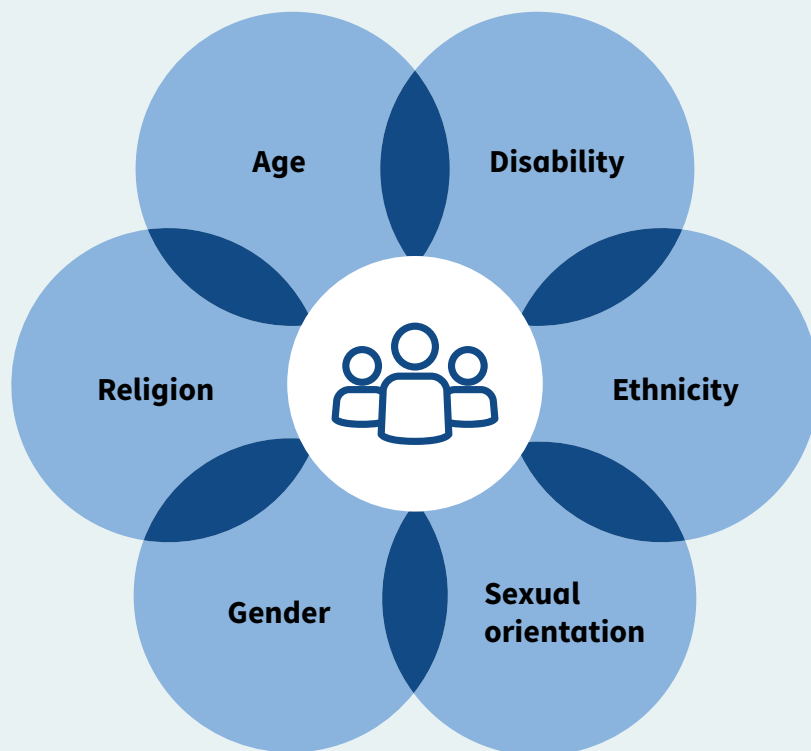 Age
Disability
Religion
Ethnicity
Gender
Sexual
orientation